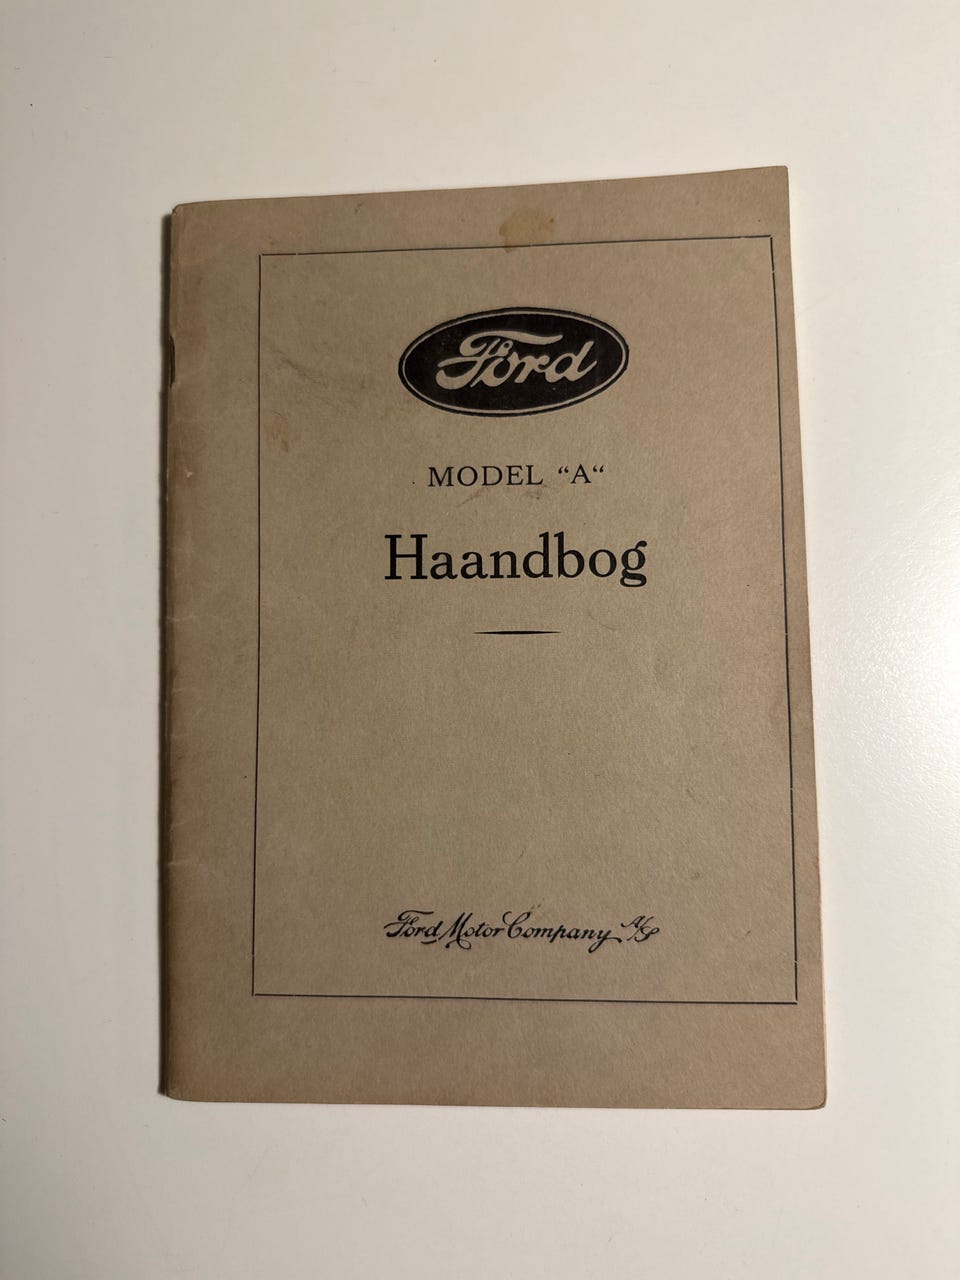 Ford
MODEL “A“
Haandbog
Ford Motor Company A/S